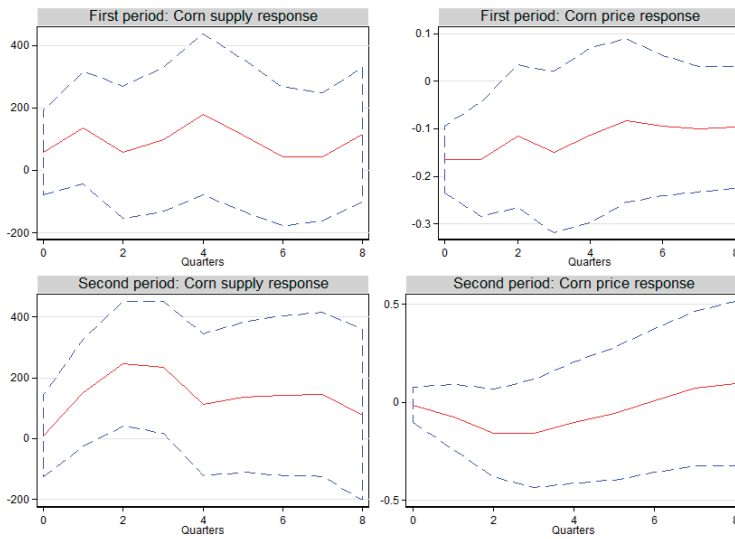 First period: Corn supply response
400
200
0
-200
0 2 4 6 8
Quarters
First period: Corn price response
0.1
0
-0.1
-0.2
-0.3
0 2 4 6 8
Quarters
Second period: Corn supply response
400
200
0
-200
0 2 4 6 8
Quarters
Second period: Corn price response
0.5
0
-0.5
0 2 4 6 8
Quarters